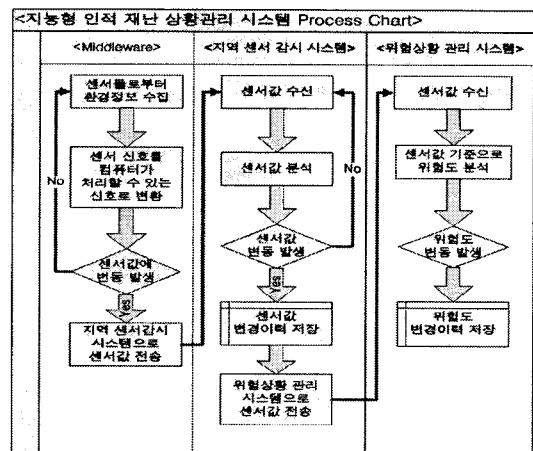 <지능형 인적 재난 상황관리 시스템 Process Chart>
<Middleware>
센서들로부터
환경정보 수집
No
센서 신호를
컴퓨터가
처리할 수 있는
신호로 변환
센서값에
변동 발생
Yes
지역 센서감시
시스템으로
센서값 전송
<지역 센서 감시 시스템>
센서값 수신
No
센서값 분석
센서값
변동 발생
Yes
센서값
변경이력 저장
위험상황 관리
시스템으로
센서값 전송
<위험상황 관리 시스템>
센서값 수신
센서값 기준으로
위험도 분석
위험도
변동 발생
위험도
변경이력 저장